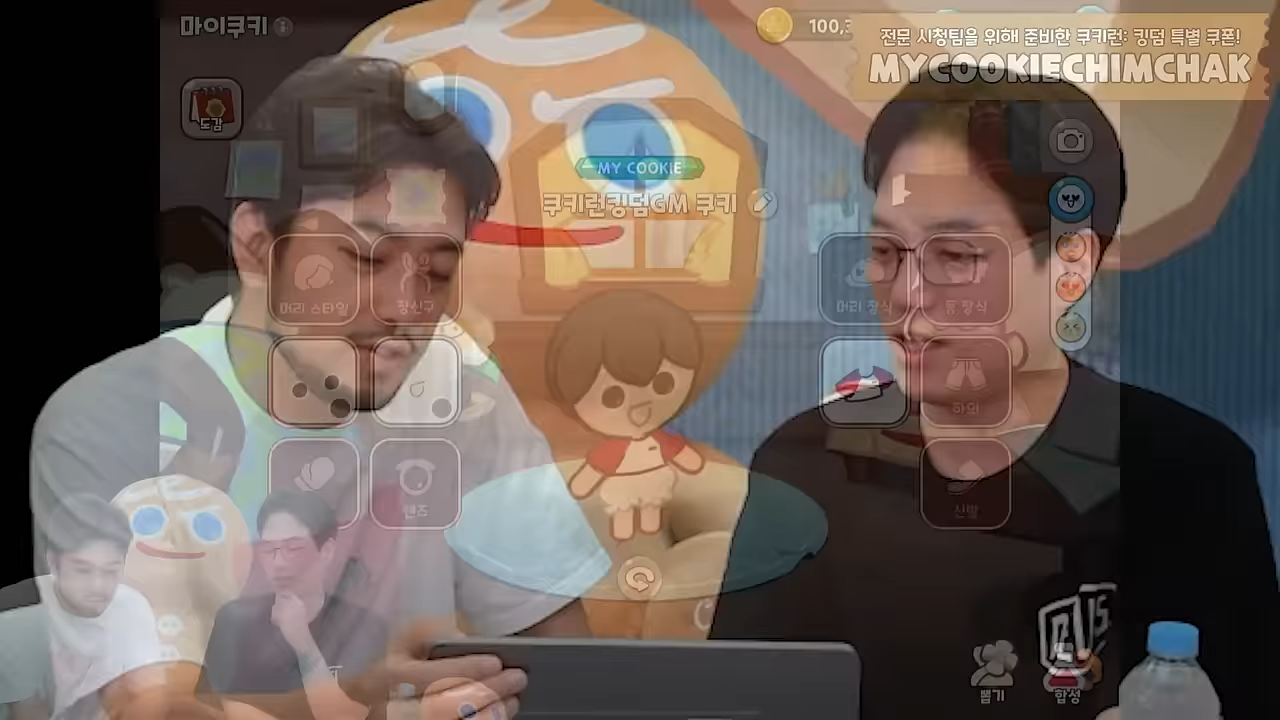 마이쿠키
100,3
전문 시청팀을 위해 준비한 쿠키런: 킹덤 특별 쿠폰!
MYCOOKIECHIMCHAK
도감
MY COOKIE
쿠키런킹덤GM 쿠키
머리 스타일
장신구
머리 장식
등 장식
하의
렌즈
신발
뽑기
합성